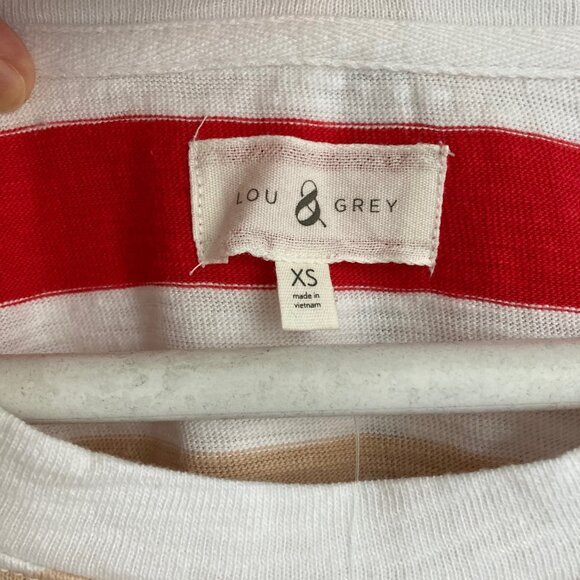 LOU & GREY
XS
made in
vietnam